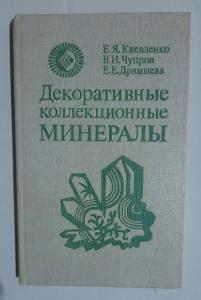 Е.Я.Киевленко
В.И.Чупров
Е.Е.Драмшева
Декоративные
коллекционные
МИНЕРАЛЫ